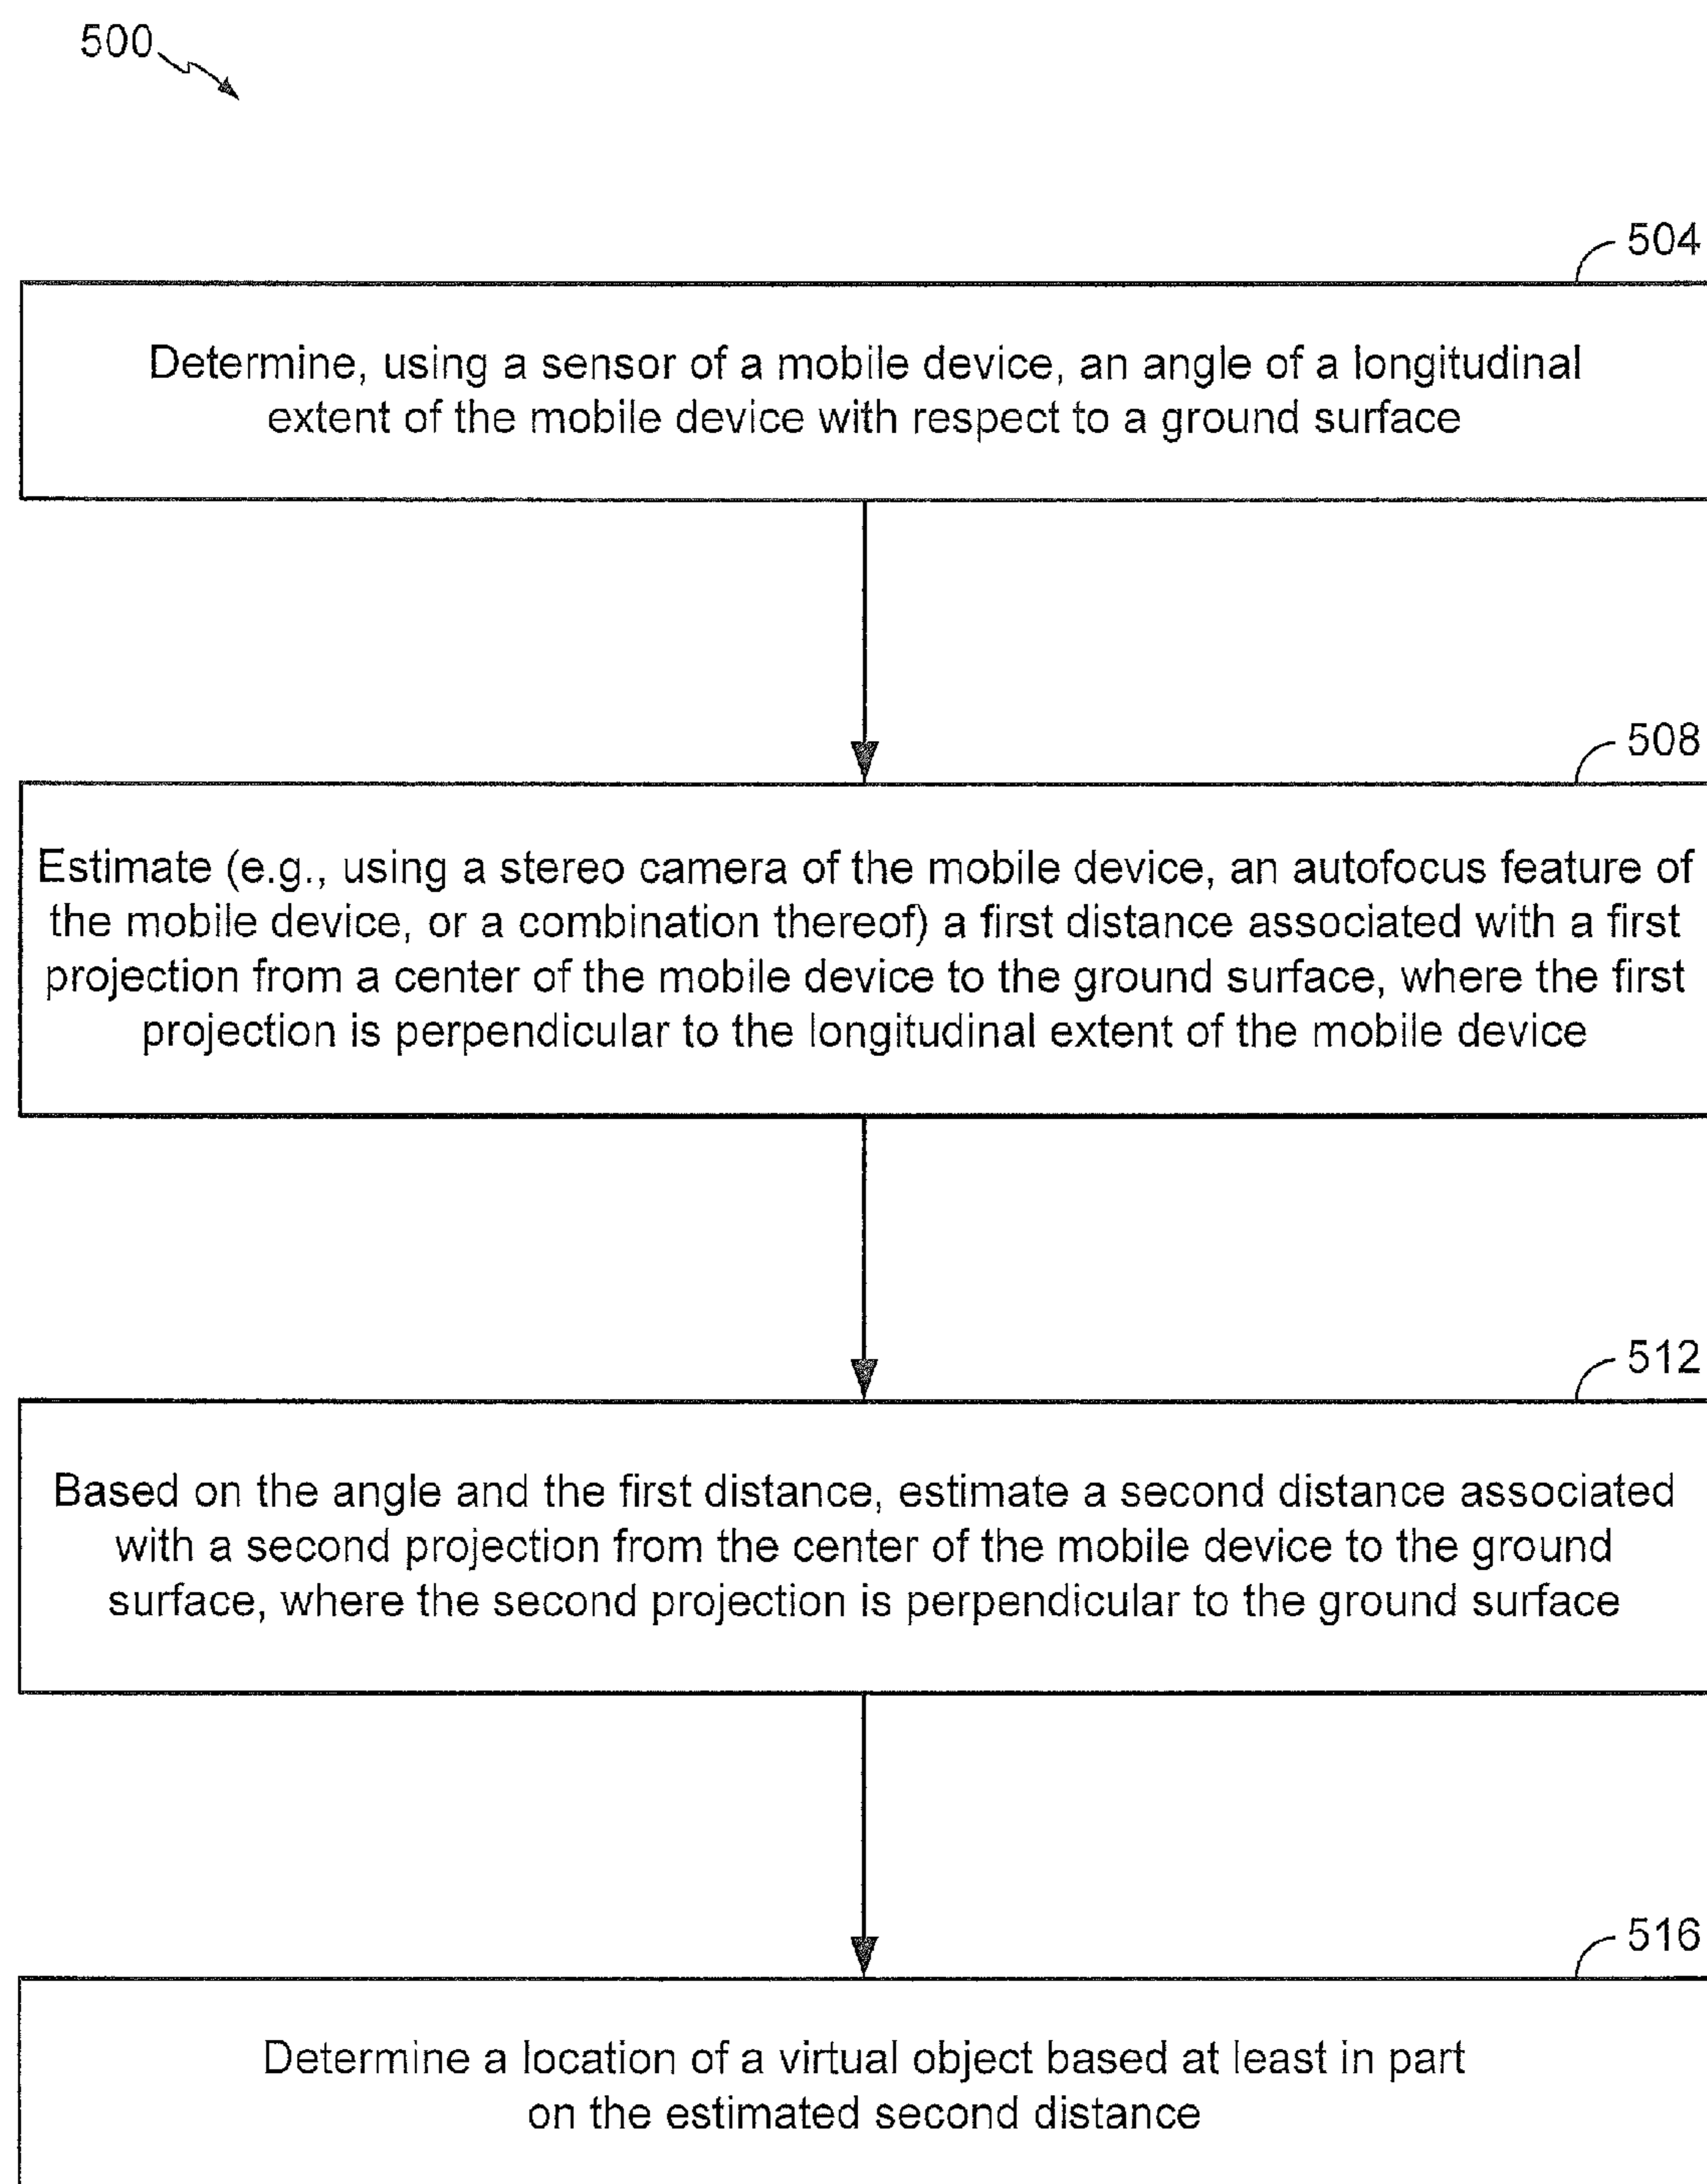 500
504
Determine, using a sensor of a mobile device, an angle of a longitudinal
extent of the mobile device with respect to a ground surface
508
Estimate (e.g., using a stereo camera of the mobile device, an autofocus feature of
the mobile device, or a combination thereof) a first distance associated with a first
projection from a center of the mobile device to the ground surface, where the first
projection is perpendicular to the longitudinal extent of the mobile device
512
Based on the angle and the first distance, estimate a second distance associated
with a second projection from the center of the mobile device to the ground
surface, where the second projection is perpendicular to the ground surface
516
Determine a location of a virtual object based at least in part
on the estimated second distance